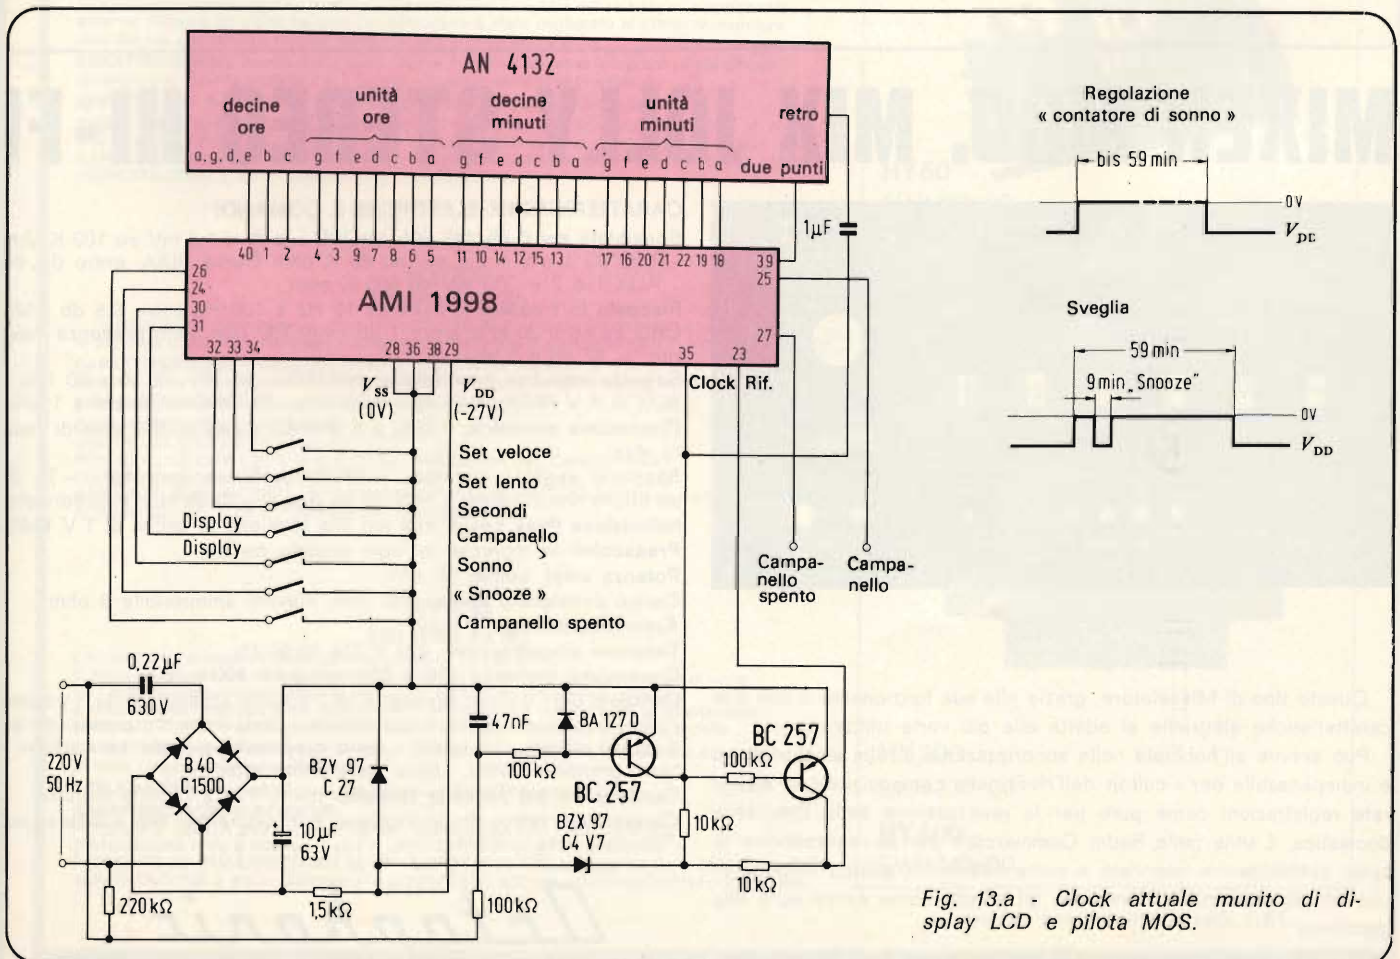 AN 4132
decine ore
unità ore
decine minuti
unità minuti
retro
a.g.d.e b c
g f e d c b a
g f e d c b a
g f e d c b a
due punti
40 1 2 4 3 9 7 8 6 5 11 10 14 12 15 13 17 16 20 21 22 19 18 39
26
24
30
31
25
27
AMI 1998
32 33 34 28 36 38 29 35 23
1µF
VSS
(0V)
VDD
(-27V)
Clock Rif.
Set veloce
Set lento
Secondi
Display
Campanello
Display
Sonno
« Snooze »
Campanello spento
Campa-
nello
spento
Campa-
nello
Regolazione
« contatore di sonno »
bis 59 min
0V
VDD
Sveglia
59 min
9 min „Snooze"
0V
VDD
0,22µF
630V
220V
50 Hz
B 40
C1500
BZY 97
C 27
10µF
63V
220kΩ
1,5kΩ
47nF
100kΩ
BA 127 D
BC 257
BZX 97
C4 V7
100kΩ
10kΩ
100kΩ
BC 257
10kΩ
Fig. 13.a - Clock attuale munito di di-
splay LCD e pilota MOS.